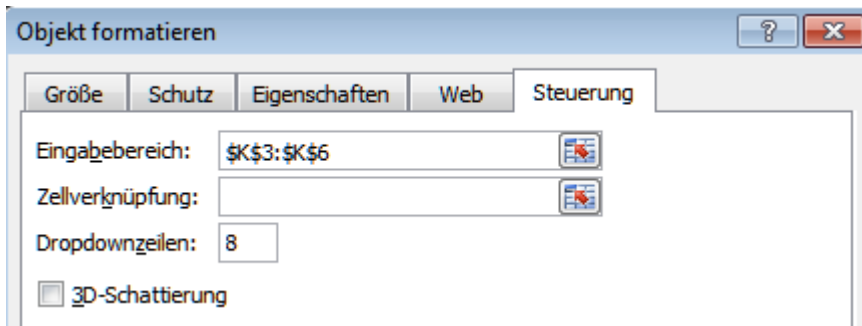 Objekt formatieren
Größe Schutz Eigenschaften Web Steuerung
Eingabebereich: $K$3:$K$6
Zellverknüpfung:
Dropdownzeilen: 8
3D-Schattierung